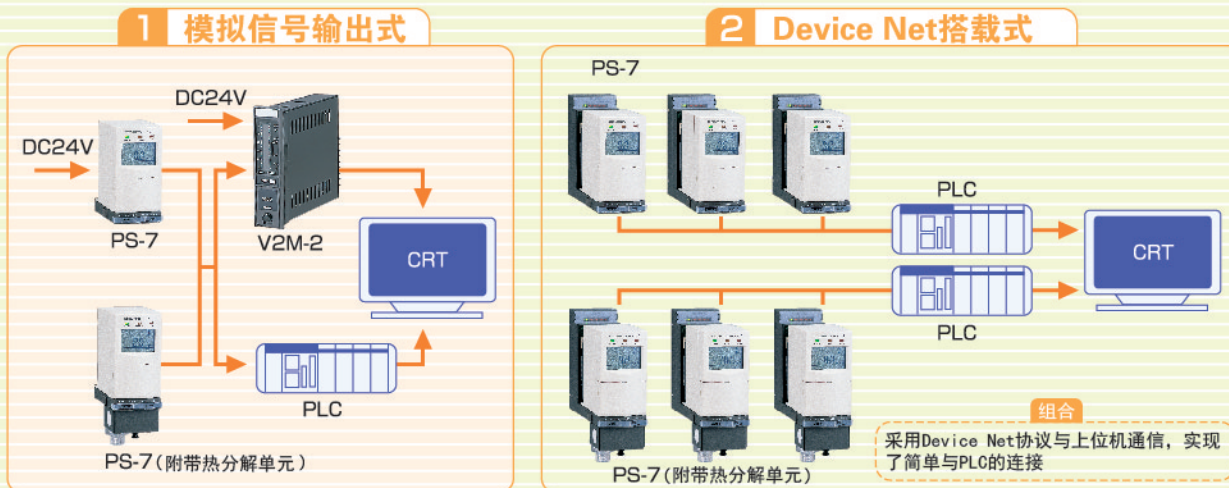 1 模拟信号输出式
DC24V
DC24V
PS-7
V2M-2
CRT
PLC
PS-7(附带热分解单元)
2 Device Net搭载式
PS-7
PLC
CRT
PLC
PS-7(附带热分解单元)
组合
采用Device Net协议与上位机通信，实现
了简单与PLC的连接